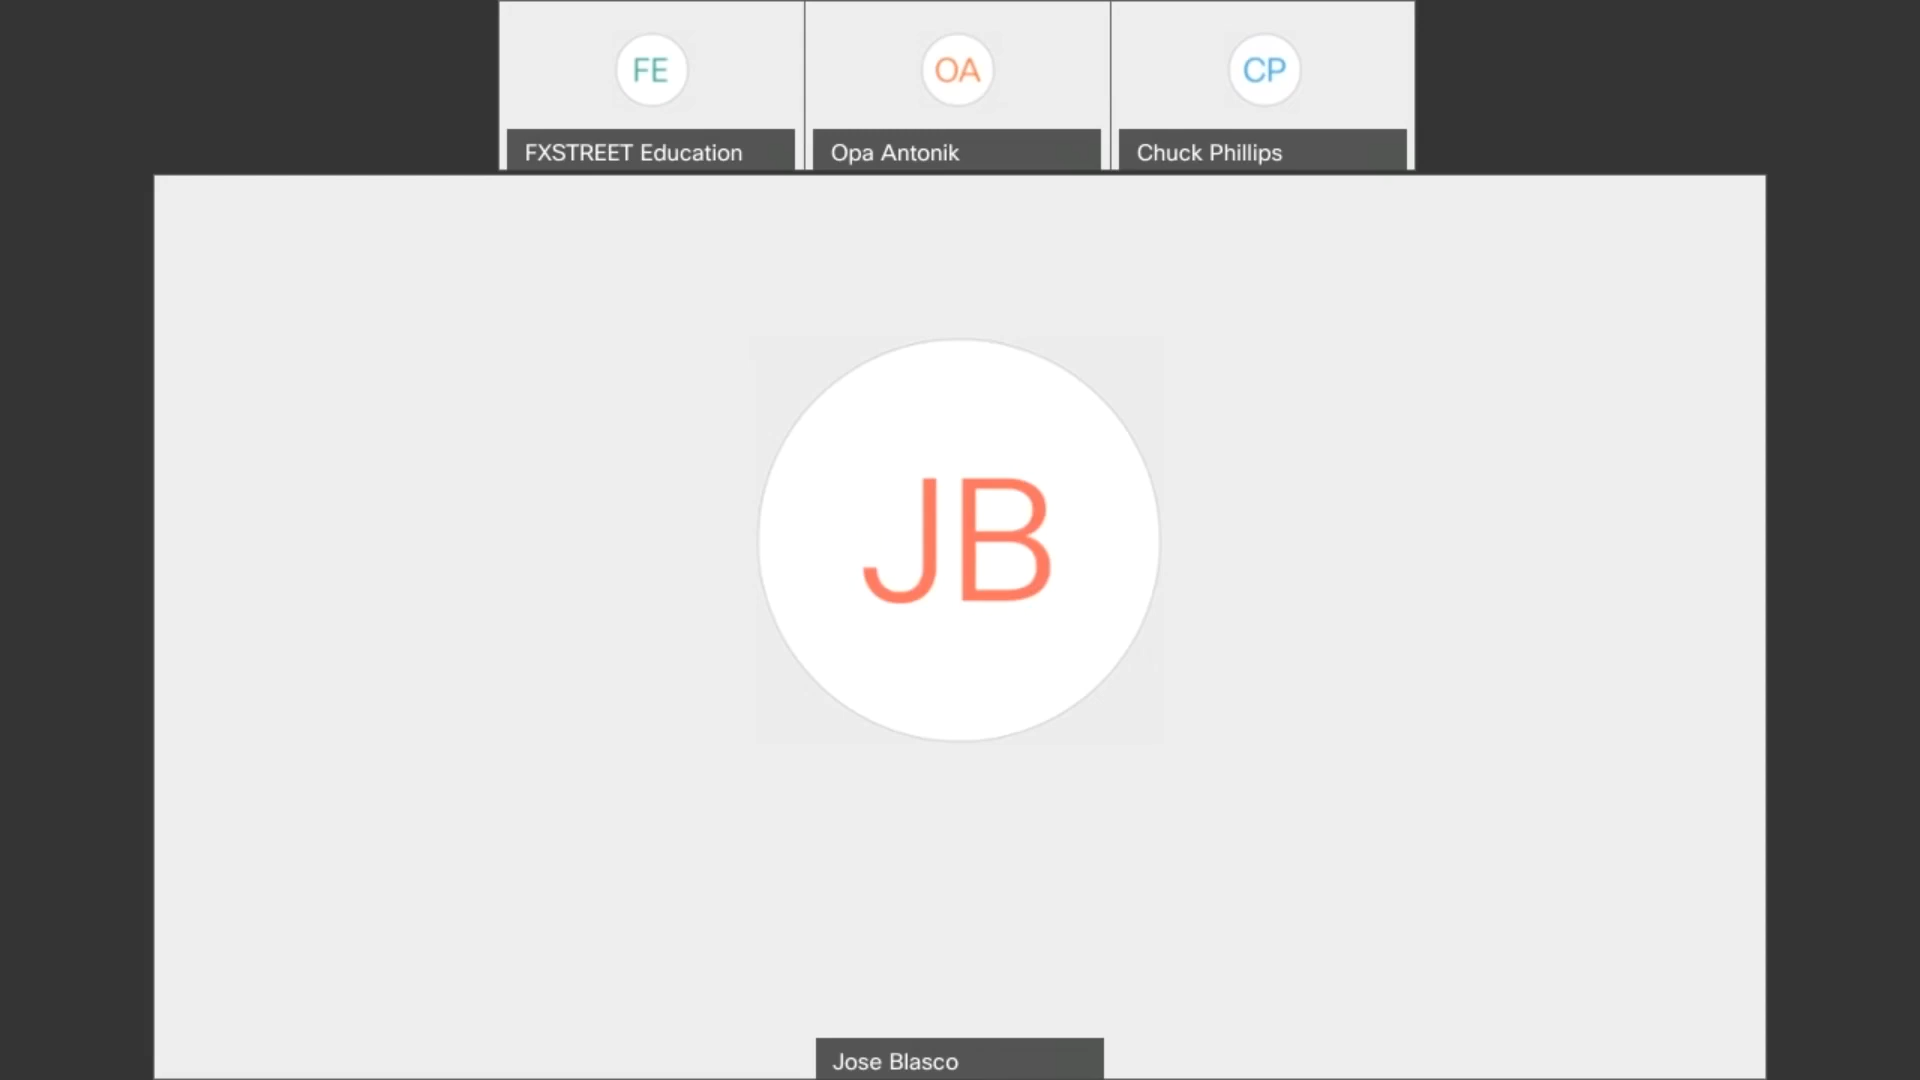 FE
OA
CP
FXSTREET Education
Opa Antonik
Chuck Phillips
JB
Jose Blasco